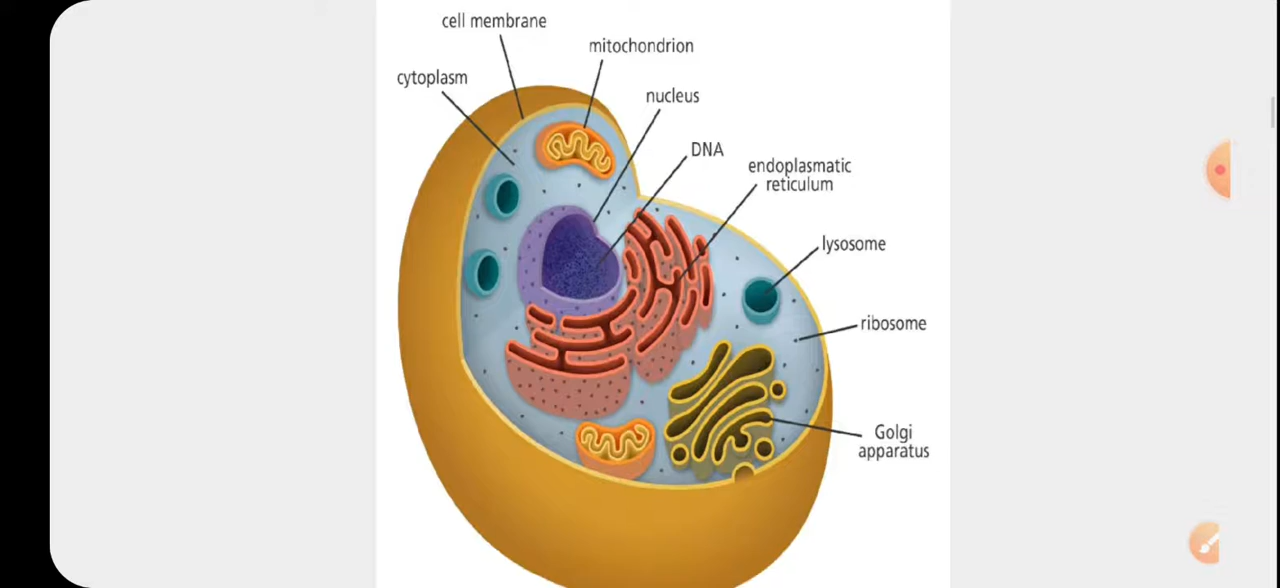 cell membrane
mitochondrion
cytoplasm
nucleus
DNA
endoplasmatic
reticulum
lysosome
ribosome
Golgi
apparatus